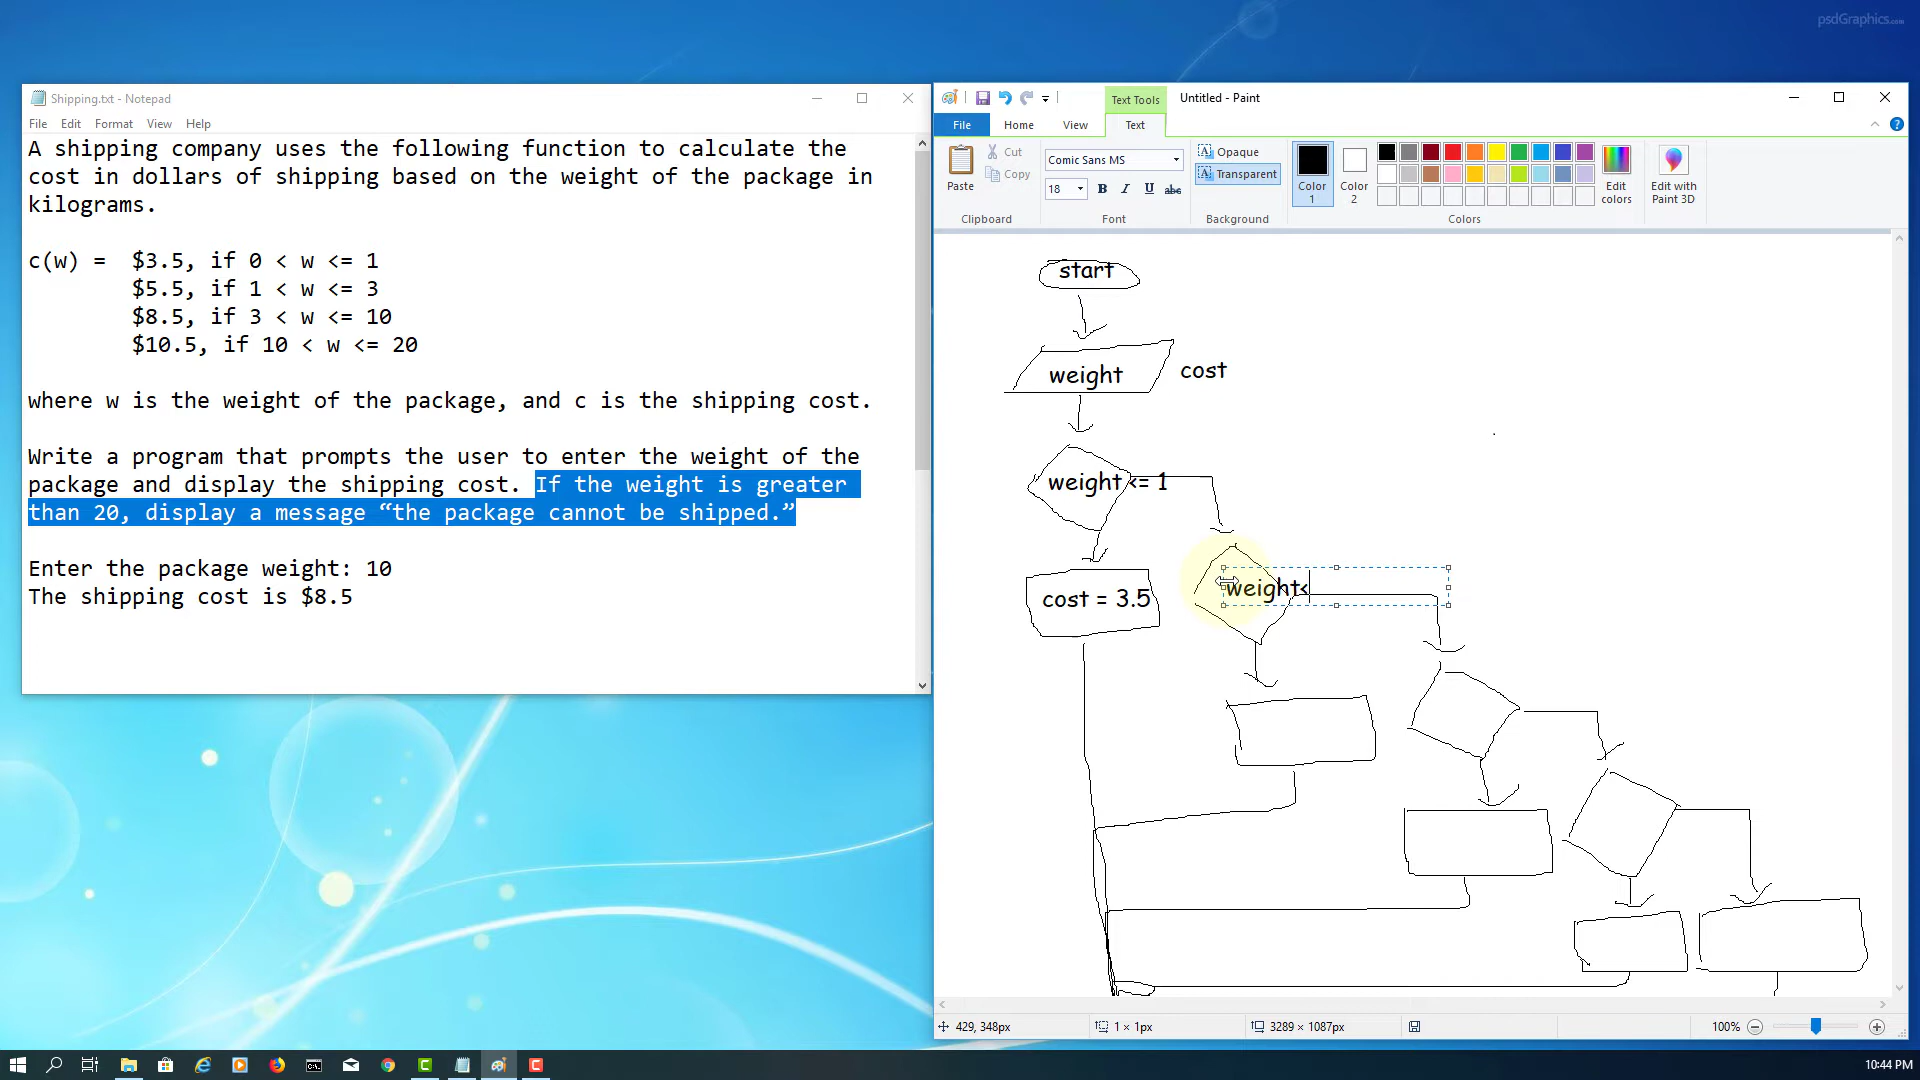 psdGraphics.com
Shipping.txt - Notepad
File Edit Format View Help
A shipping company uses the following function to calculate the
cost in dollars of shipping based on the weight of the package in
kilograms.
c(w) = $3.5, if 0 < w <= 1
$5.5, if 1 < w <= 3
$8.5, if 3 < w <= 10
$10.5, if 10 < w <= 20
where w is the weight of the package, and c is the shipping cost.
Write a program that prompts the user to enter the weight of the
package and display the shipping cost. If the weight is greater
than 20, display a message “the package cannot be shipped.”
Enter the package weight: 10
The shipping cost is $8.5
Text Tools
Untitled - Paint
File Home View Text
Paste
Cut
Copy
Clipboard
Comic Sans MS
18 B I U abc
Font
Opaque
Transparent
Background
Color 1
Color 2
Edit colors
Colors
Edit with Paint 3D
start
weight
cost
weight <= 1
cost = 3.5
weight<
429, 348px
1 × 1px
3289 × 1087px
100%
10:44 PM